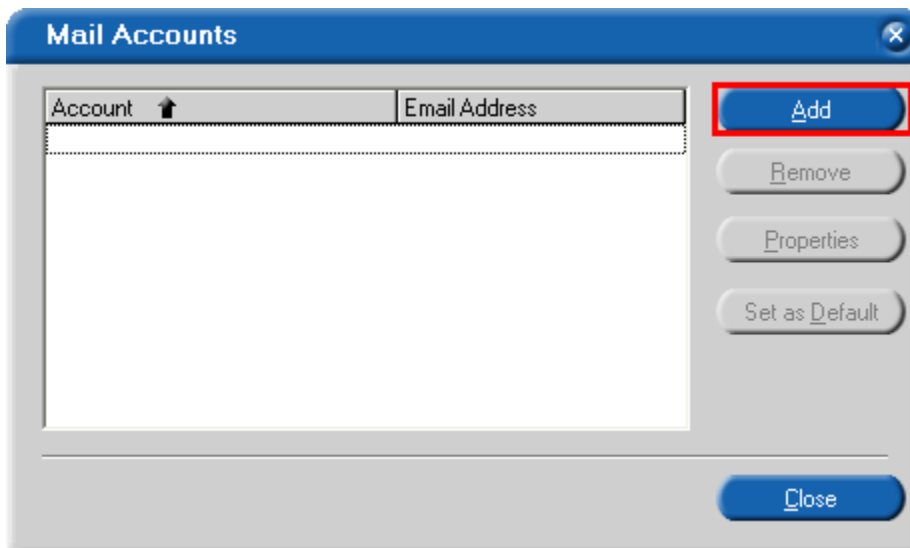 Mail Accounts
Account Email Address
Add
Remove
Properties
Set as Default
Close